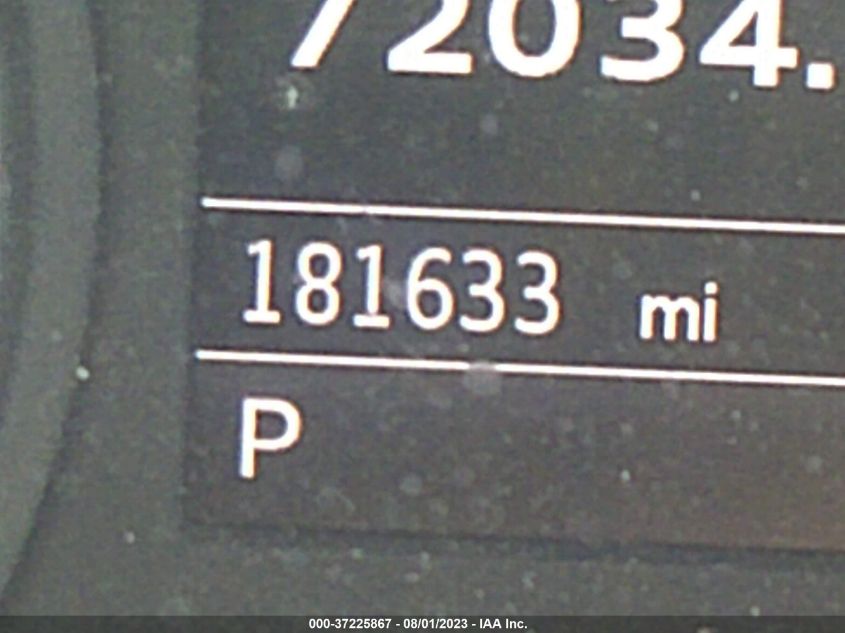 72034.
181633 mi
P
000-37225867 - 08/01/2023 - IAA Inc.